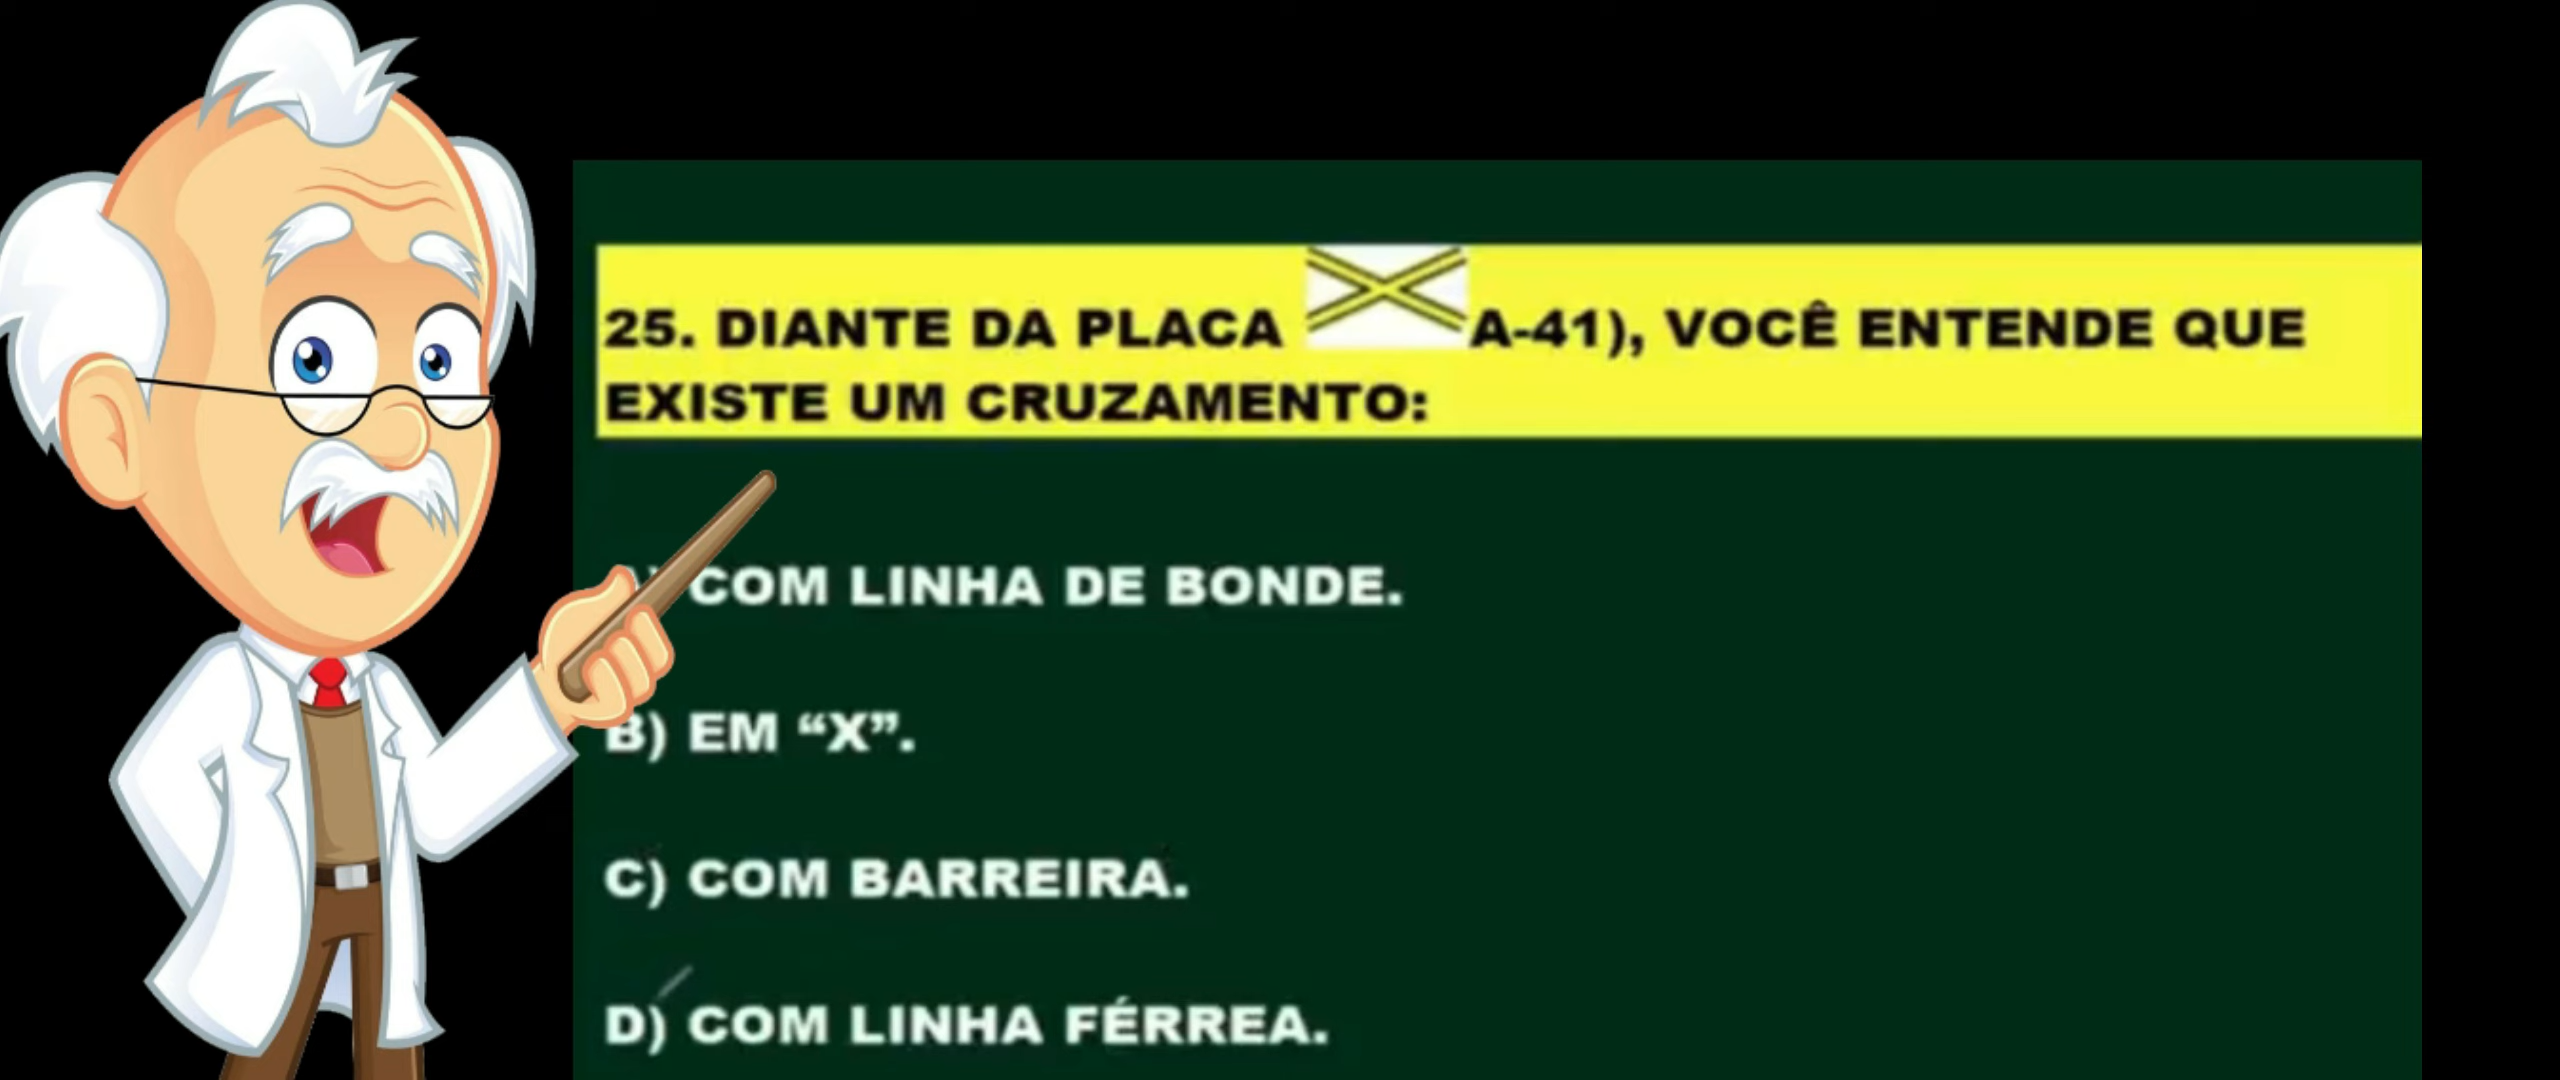 25. DIANTE DA PLACA A-41), VOCÊ ENTENDE QUE
EXISTE UM CRUZAMENTO:
COM LINHA DE BONDE.
B) EM “X”.
C) COM BARREIRA.
D) COM LINHA FÉRREA.